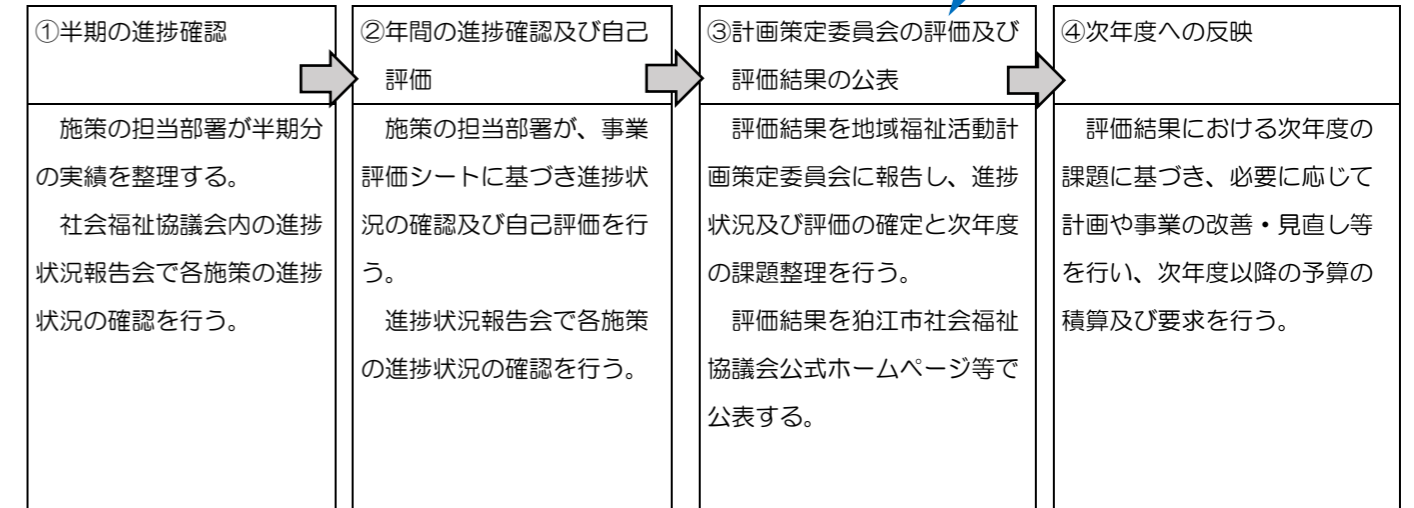 ①半期の進捗確認
施策の担当部署が半期分
の実績を整理する。
社会福祉協議会内の進捗
状況報告会で各施策の進捗
状況の確認を行う。
②年間の進捗確認及び自己
評価
施策の担当部署が、事業
評価シートに基づき進捗状
況の確認及び自己評価を行
う。
進捗状況報告会で各施策
の進捗状況の確認を行う。
③計画策定委員会の評価及び
評価結果の公表
評価結果を地域福祉活動計
画策定委員会に報告し、進捗
状況及び評価の確定と次年度
の課題整理を行う。
評価結果を狛江市社会福祉
協議会公式ホームページ等で
公表する。
④次年度への反映
評価結果における次年度の
課題に基づき、必要に応じて
計画や事業の改善・見直し等
を行い、次年度以降の予算の
積算及び要求を行う。